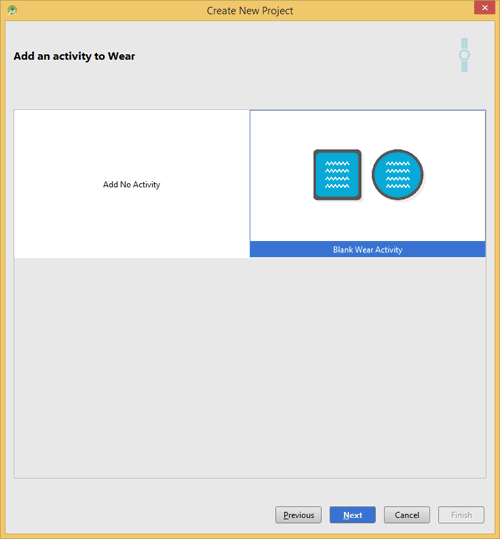 Create New Project
Add an activity to Wear
Add No Activity
Blank Wear Activity
Previous
Next
Cancel
Finish